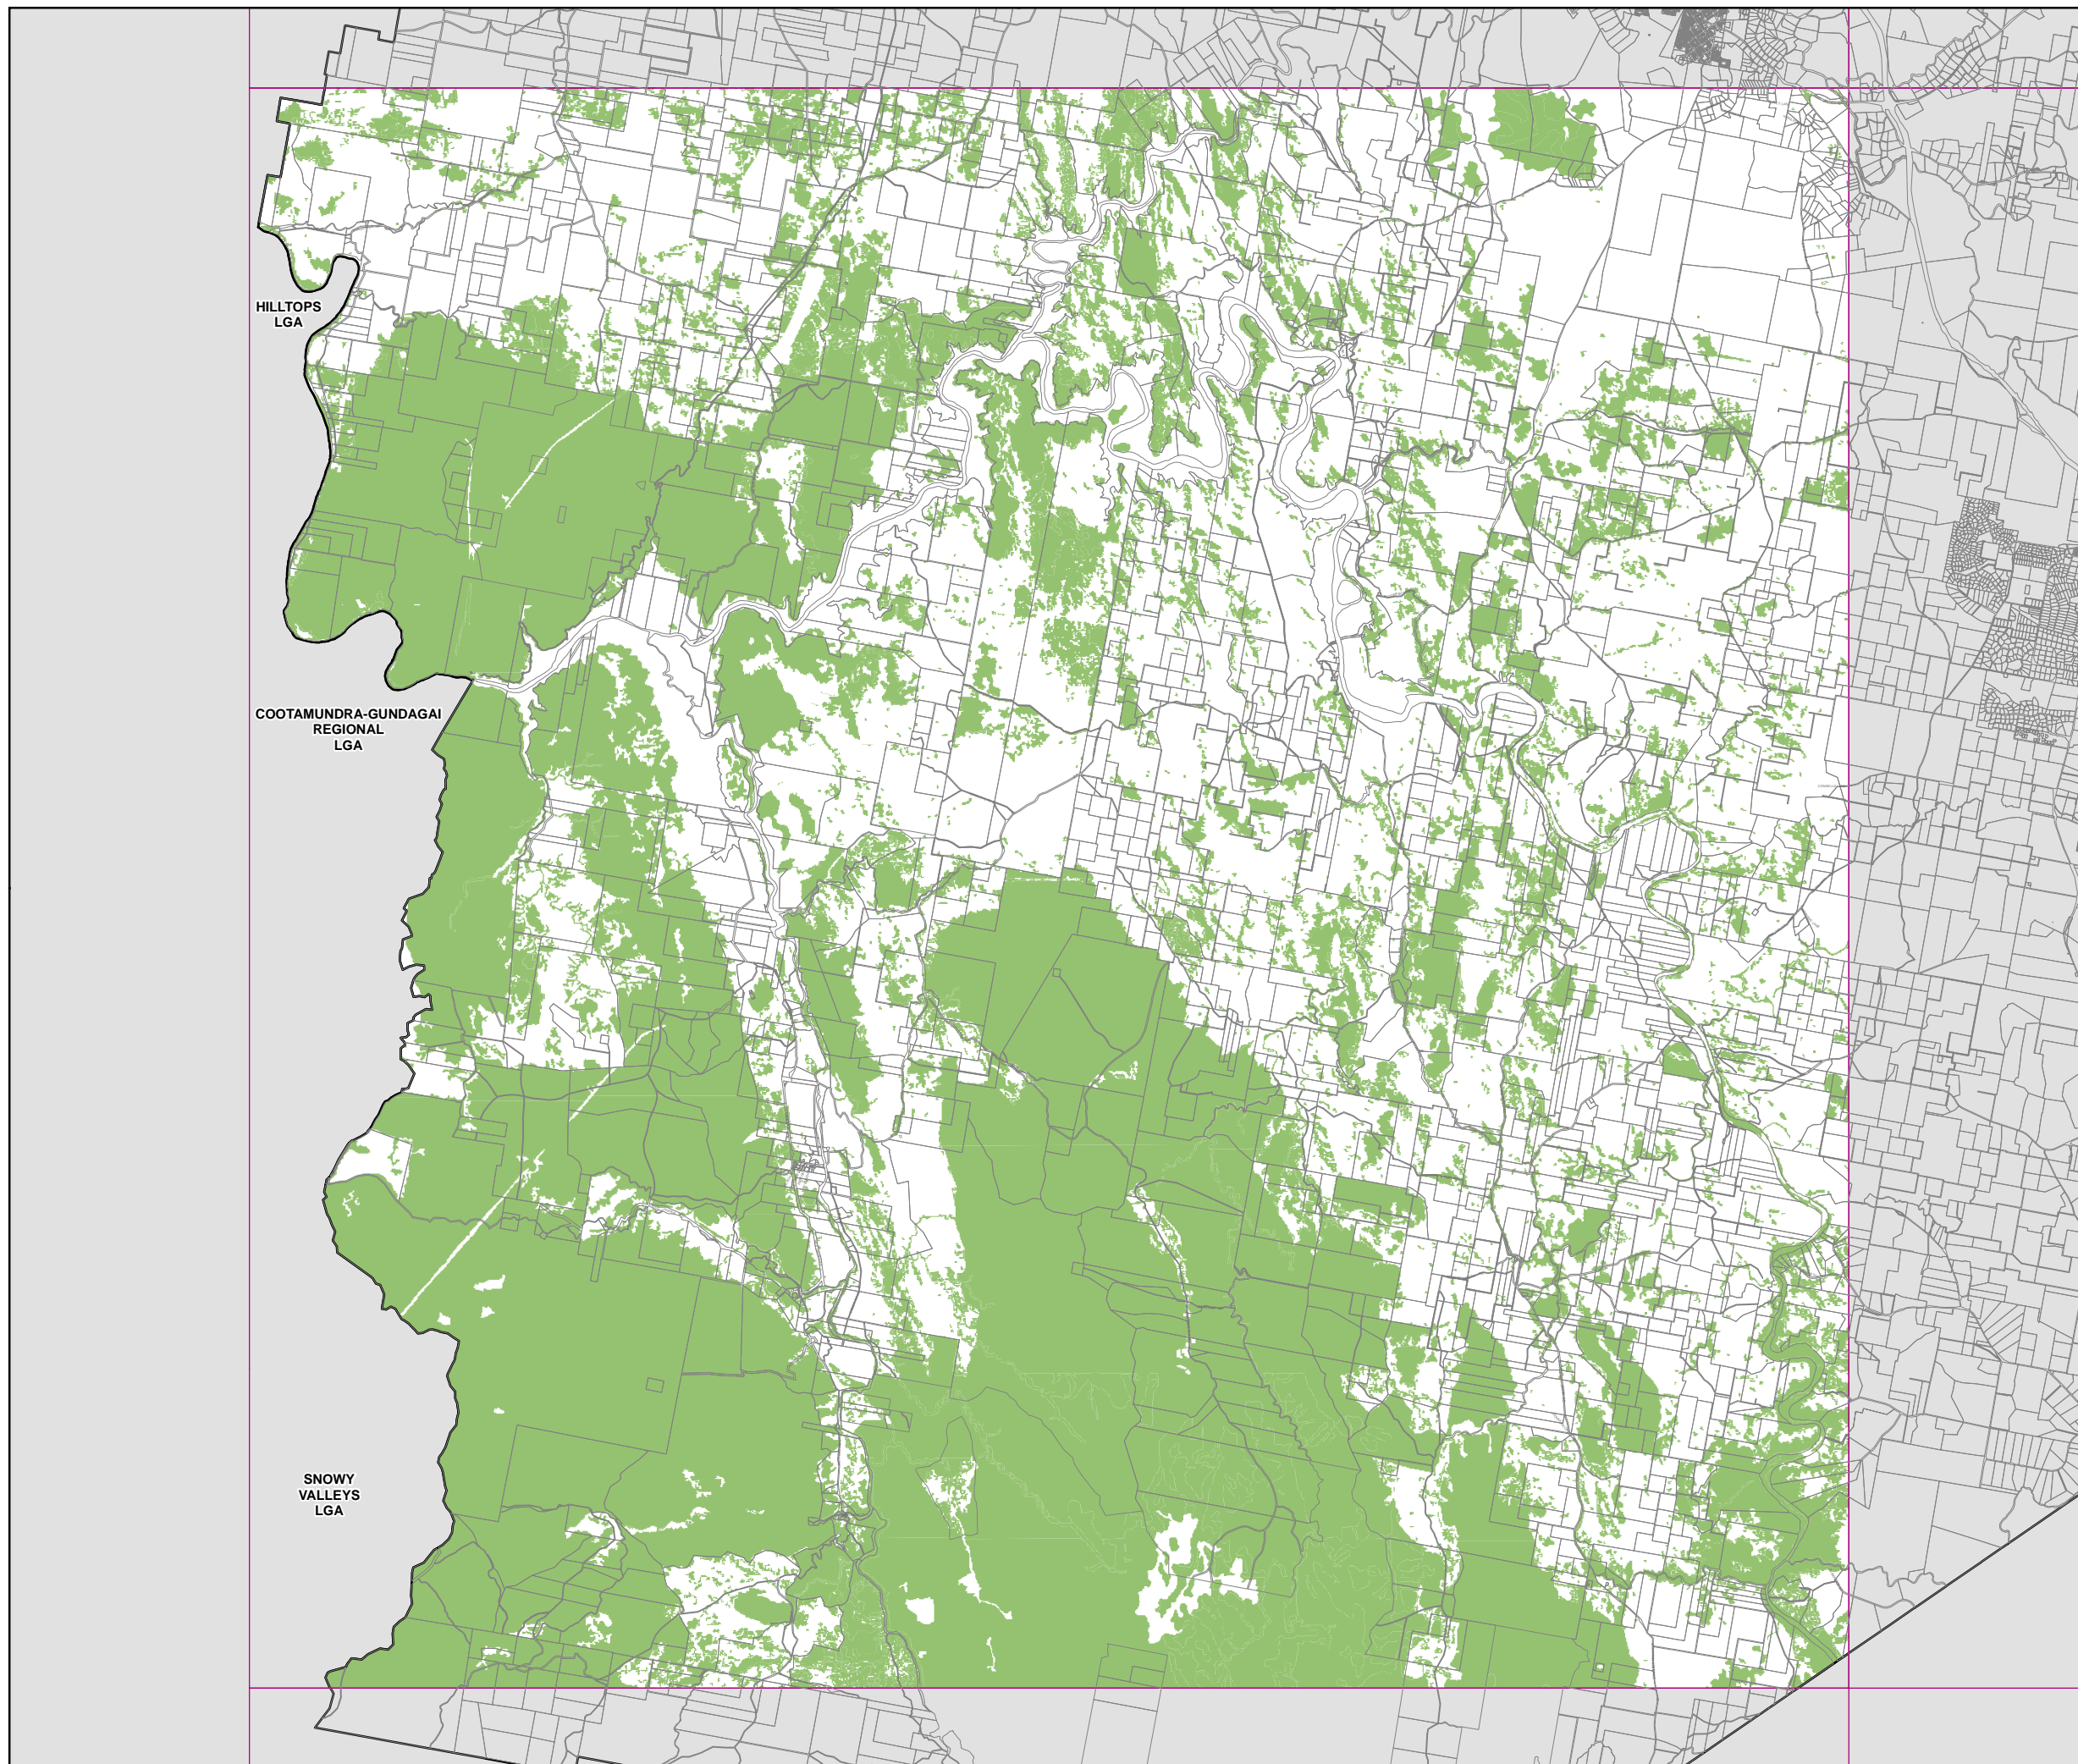 HILLTOPS
LGA
COOTAMUNDRA-GUNDAGAI
REGIONAL
LGA
SNOWY
VALLEYS
LGA